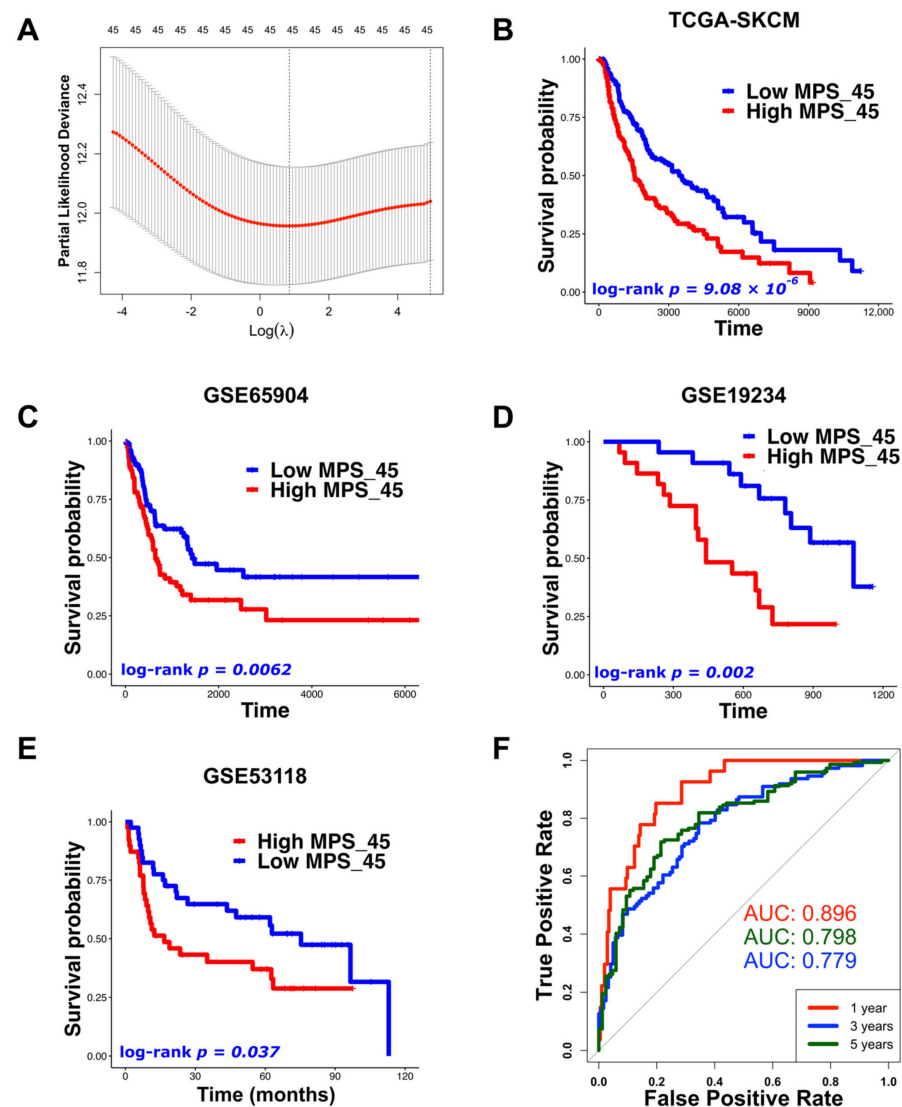 A
45 45 45 45 45 45 45 45 45 45 45 45 45
Partial Likelihood Deviance
12.4
12.2
12.0
11.8
-4 -2 0 2 4
Log(λ)
B
TCGA-SKCM
Survival probability
1.00
0.75
0.50
0.25
0.00
Low MPS_45
High MPS_45
log-rank p = 9.08 × 10-6
0 3000 6000 9000 12,000
Time
C
GSE65904
Survival probability
1.00
0.75
0.50
0.25
0.00
Low MPS_45
High MPS_45
log-rank p = 0.0062
0 2000 4000 6000
Time
D
GSE19234
Survival probability
1.00
0.75
0.50
0.25
0.00
Low MPS_45
High MPS_45
log-rank p = 0.002
0 300 600 900 1200
Time
E
GSE53118
Survival probability
1.00
0.75
0.50
0.25
0.00
High MPS_45
Low MPS_45
log-rank p = 0.037
0 30 60 90 120
Time (months)
F
True Positive Rate
1.0
0.8
0.6
0.4
0.2
0.0
AUC: 0.896
AUC: 0.798
AUC: 0.779
1 year
3 years
5 years
0.0 0.2 0.4 0.6 0.8 1.0
False Positive Rate